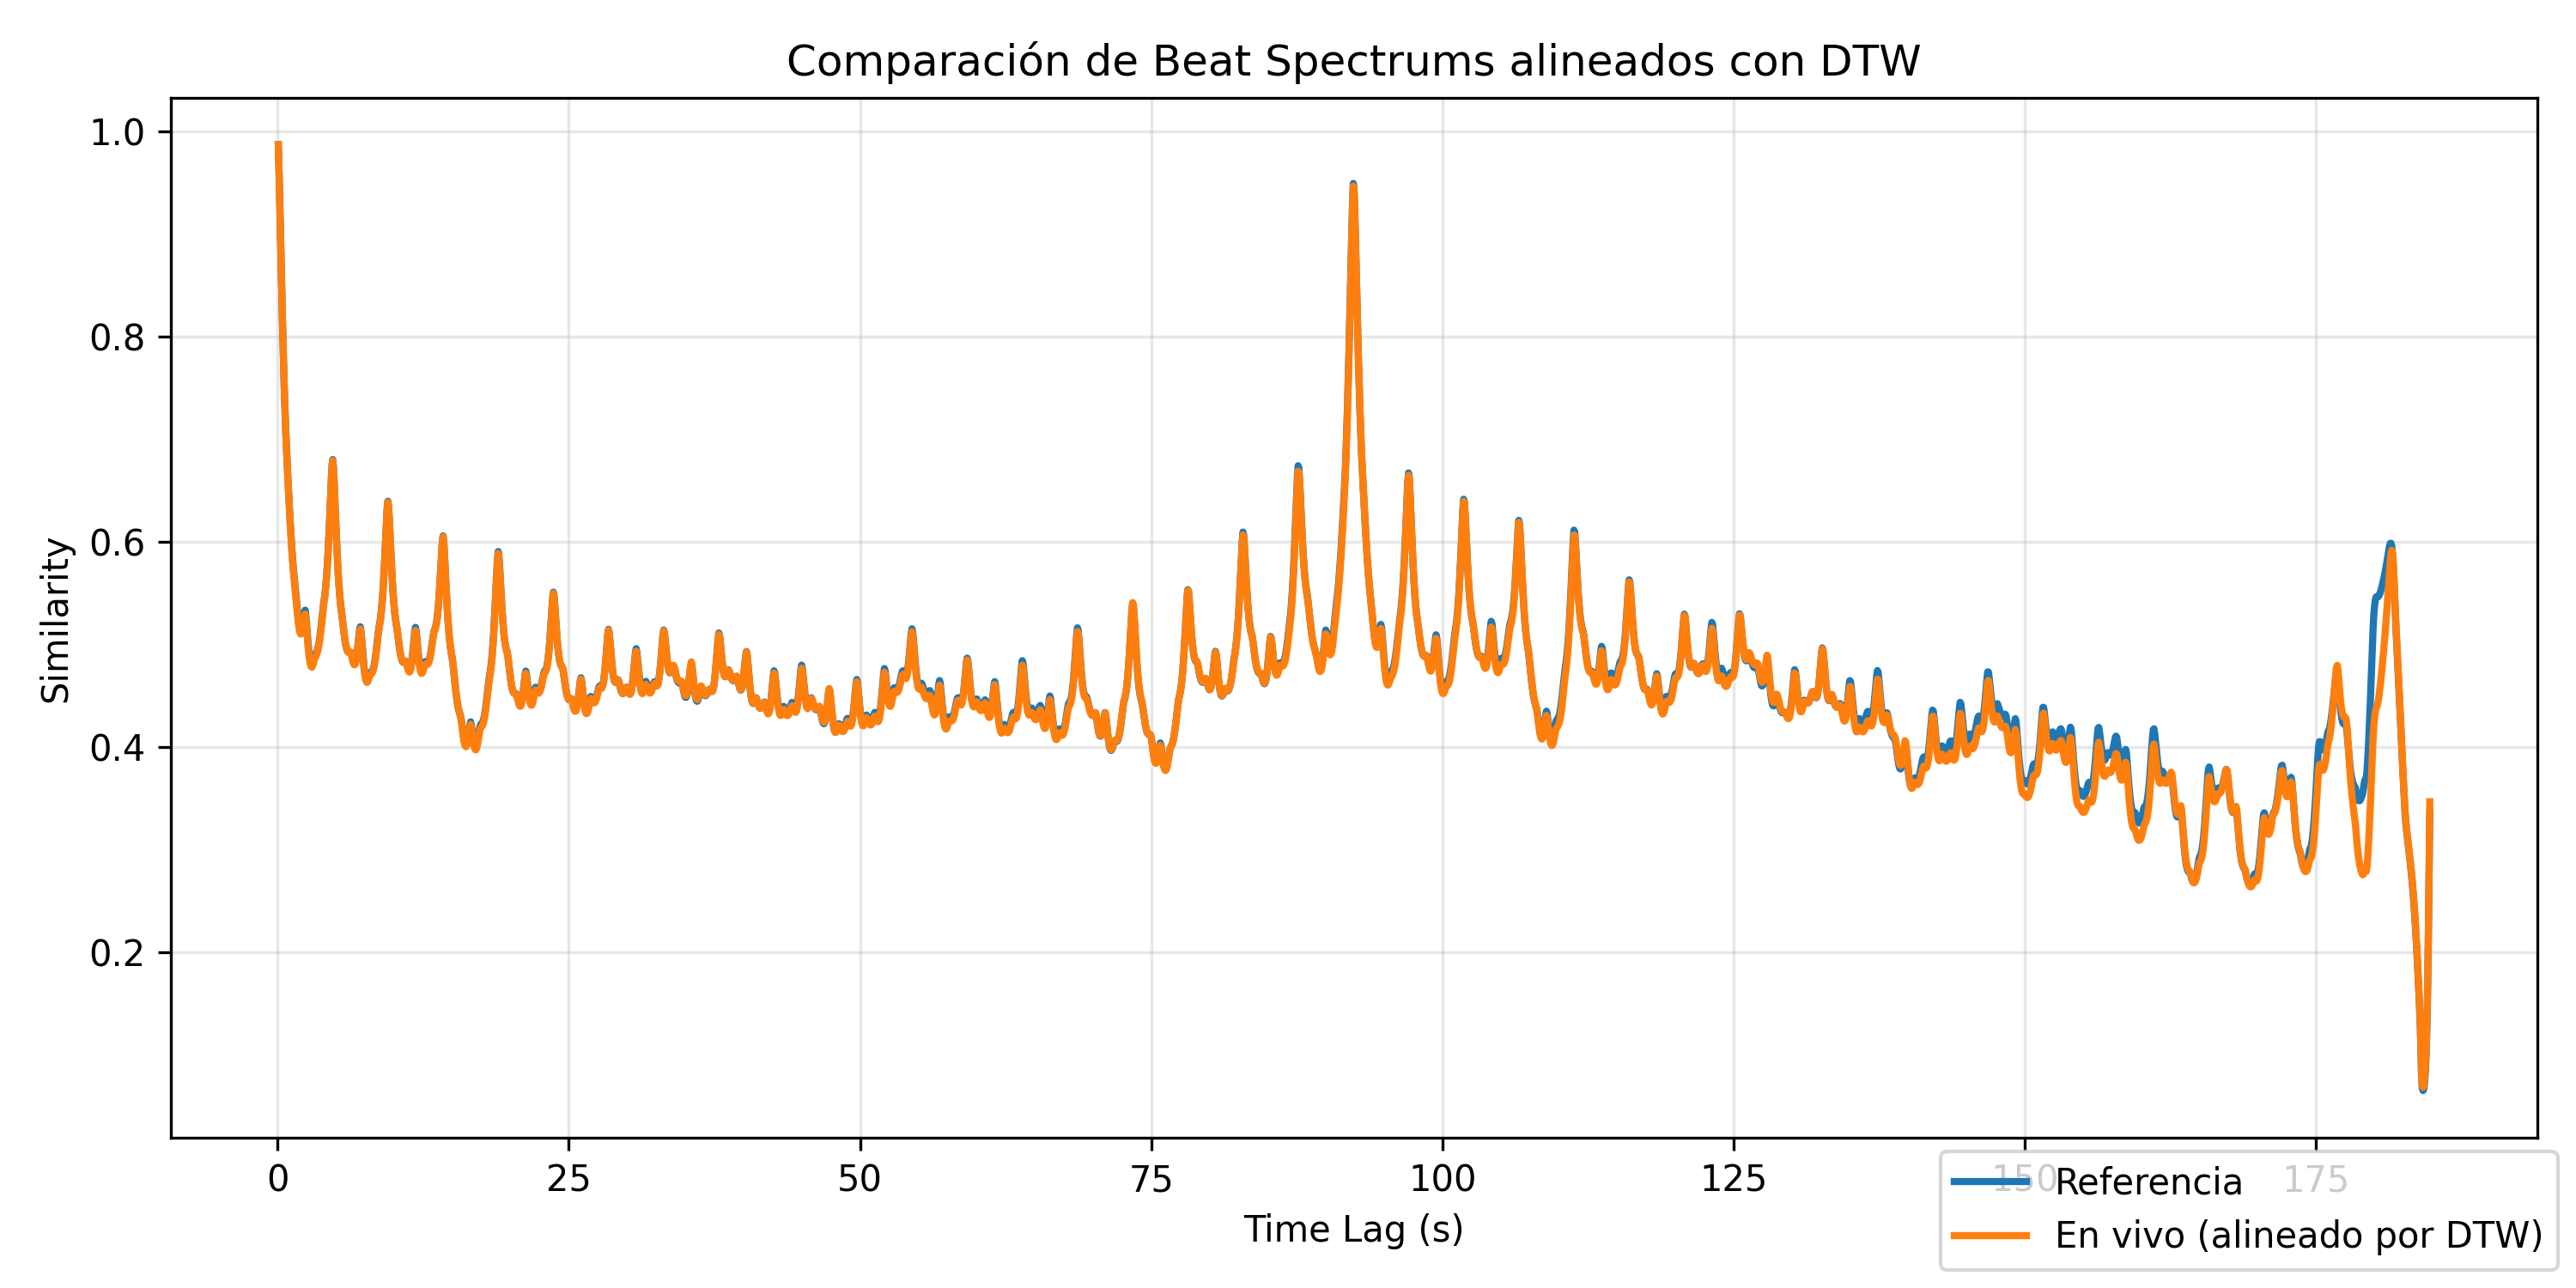 Comparación de Beat Spectrums alineados con DTW
1.0
0.8
0.6
0.4
0.2
Similarity
0 25 50 75 100 125 150 175
Time Lag (s)
Referencia
En vivo (alineado por DTW)